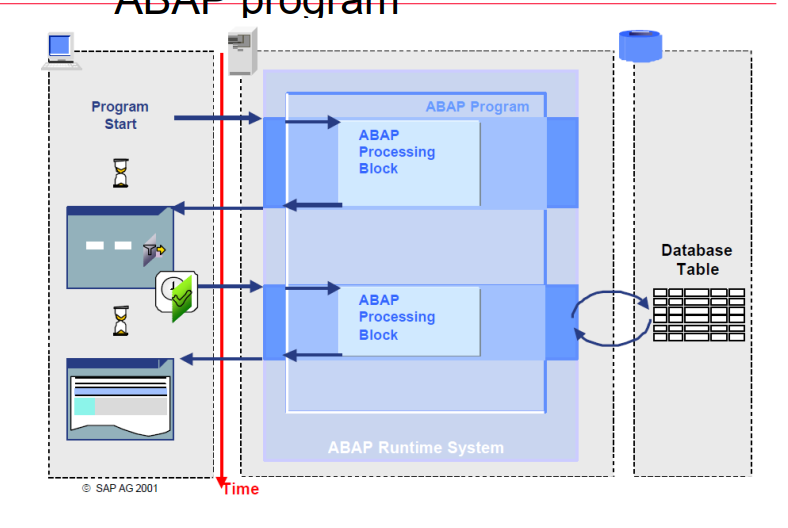 ABAP program
Program
Start
ABAP Program
ABAP
Processing
Block
ABAP
Processing
Block
Database
Table
ABAP Runtime System
© SAP AG 2001
Time